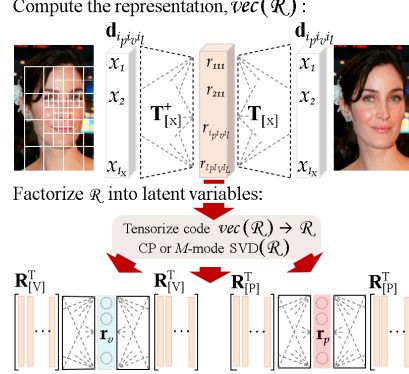 Compute the representation, vec(ℛ) :
d_{i_p i_v i_l} d_{i_p i_v i_l}
x_1 r_{111} x_1
x_2 r_{211} x_2
T^+_{[x]} T_{[x]}
r_{i_p i_v i_l}
x_{I_X} r_{I_P I_V I_L} x_{I_X}
Factorize ℛ into latent variables:
Tensorize code vec(ℛ) → ℛ
CP or M-mode SVD(ℛ)
R^T_{[V]} R^T_{[V]} R^T_{[P]} R^T_{[P]}
... r_v ... ... r_p ...